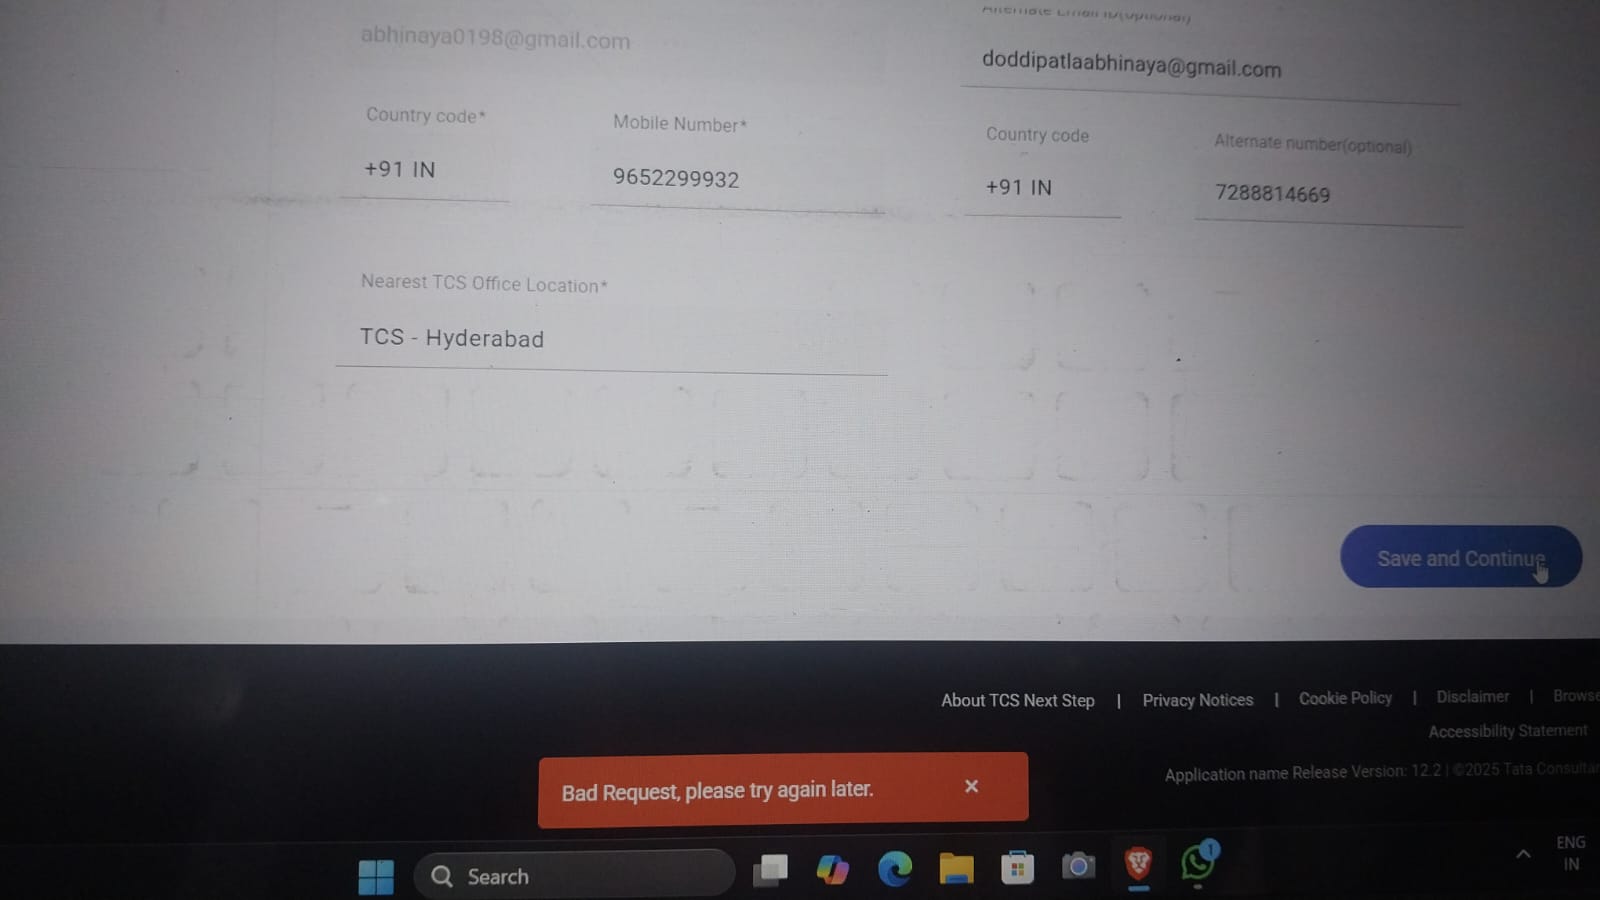 Alternate Email ID(optional)
abhinaya0198@gmail.com
doddipatlaabhinaya@gmail.com
Country code*
Mobile Number*
Country code
Alternate number(optional)
+91 IN
9652299932
+91 IN
7288814669
Nearest TCS Office Location*
TCS - Hyderabad
Save and Continue
About TCS Next Step | Privacy Notices | Cookie Policy | Disclaimer | Browse
Accessibility Statement
Application name Release Version: 12.2 | ©2025 Tata Consulta
Bad Request, please try again later. ×
Search
1
ENG
IN